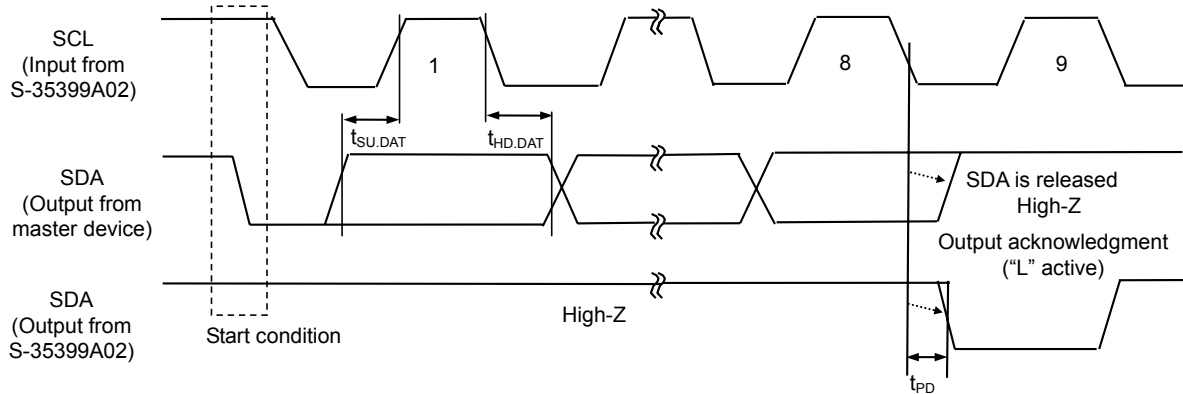 SCL
(Input from
S-35399A02)
1
8
9
tSU.DAT
tHD.DAT
SDA
(Output from
master device)
SDA is released
High-Z
Output acknowledgment
("L" active)
SDA
(Output from
S-35399A02)
Start condition
High-Z
tPD